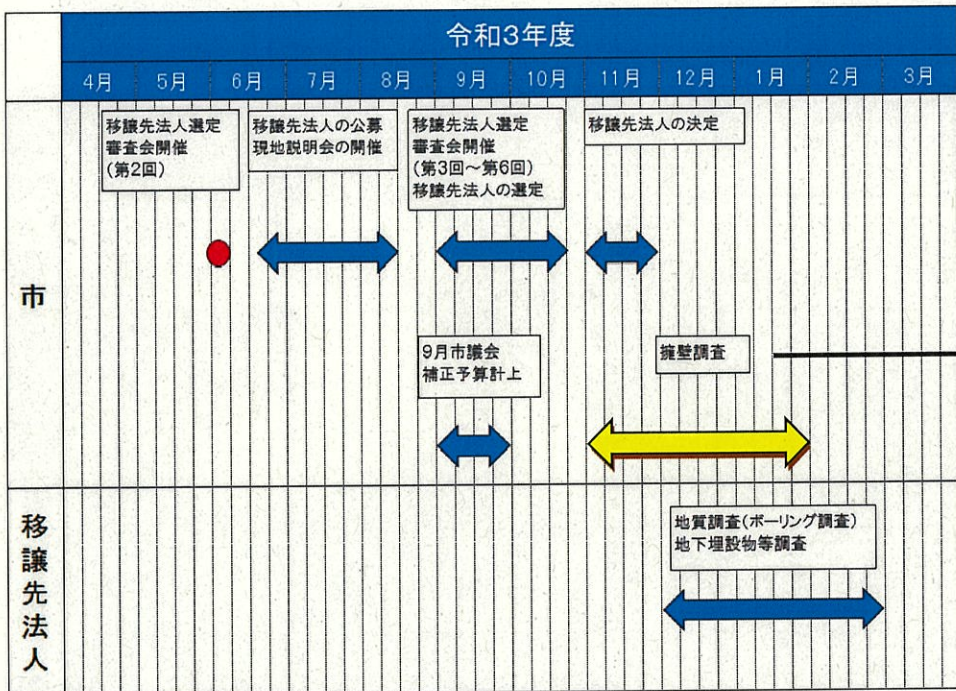 令和3年度
4月 5月 6月 7月 8月 9月 10月 11月 12月 1月 2月 3月
市
移譲先法人選定
審査会開催
(第2回)
移譲先法人の公募
現地説明会の開催
移譲先法人選定
審査会開催
(第3回～第6回)
移譲先法人の選定
移譲先法人の決定
9月市議会
補正予算計上
擁壁調査
移譲先法人
地質調査(ボーリング調査)
地下埋設物等調査